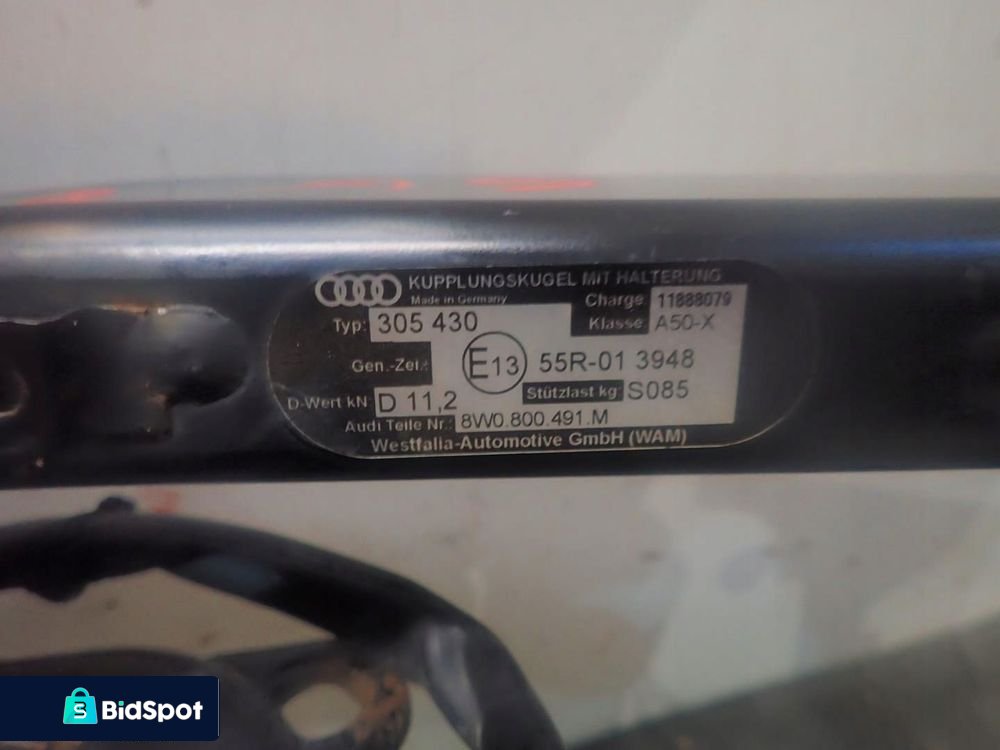 KUPPLUNGSKUGEL MIT HALTERUNG
Made in Germany
Charge 11888079
Typ: 305 430
Klasse A50-X
Gen.-Zei.:
E13 55R-01 3948
D-Wert kN: D 11,2
Stützlast kg: S085
Audi Teile Nr.: 8W0.800.491.M
Westfalia-Automotive GmbH (WAM)
S BidSpot